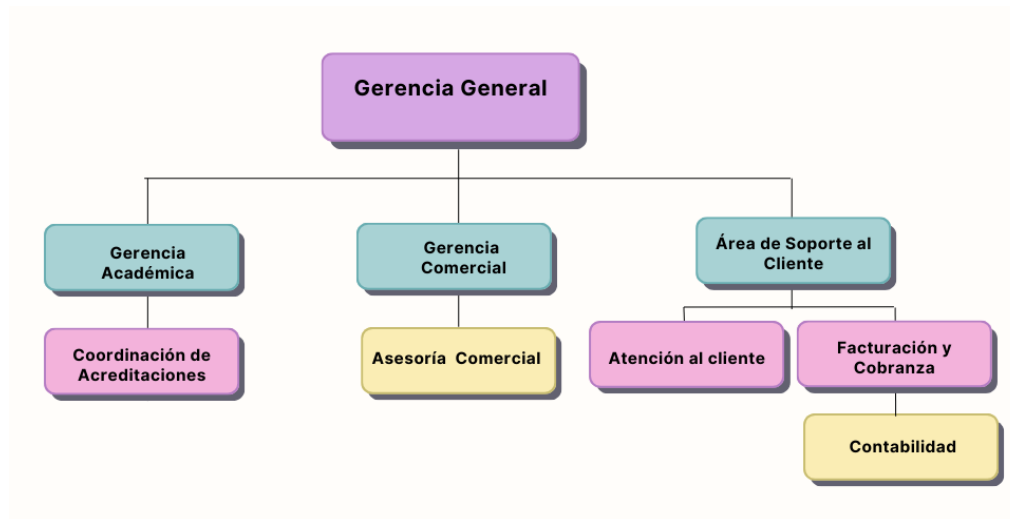 Gerencia General
Gerencia
Académica
Gerencia
Comercial
Área de Soporte al
Cliente
Coordinación de
Acreditaciones
Asesoría  Comercial
Atención al cliente
Facturación y
Cobranza
Contabilidad